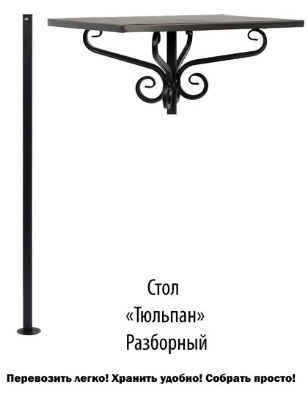 Стол
«Тюльпан»
Разборный
Перевозить легко! Хранить удобно! Собрать просто!